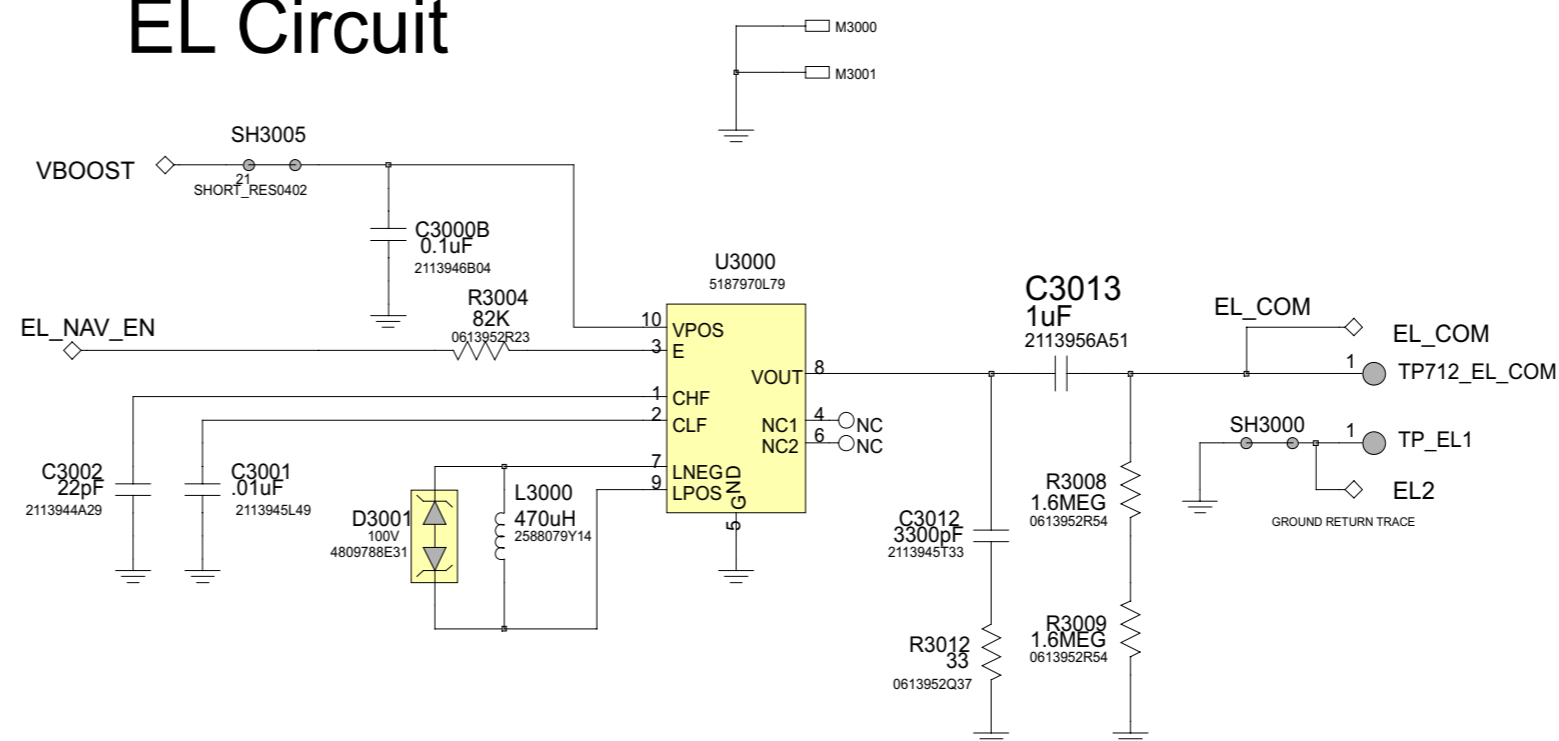 EL Circuit
M3000
M3001
SH3005
VBOOST
21
SHORT_RES0402
C3000B
0.1uF
2113946B04
U3000
5187970L79
R3004
82K
0613952R23
EL_NAV_EN
10
VPOS
3
E
1
CHF
2
CLF
7
LNEG
9
LPOS
GND
5
VOUT
8
NC1
4
NC
NC2
6
NC
C3013
1uF
2113956A51
EL_COM
EL_COM
1
TP712_EL_COM
SH3000
1
TP_EL1
EL2
GROUND RETURN TRACE
C3002
22pF
2113944A29
C3001
.01uF
2113945L49
D3001
100V
4809788E31
L3000
470uH
2588079Y14
C3012
3300pF
2113945T33
R3008
1.6MEG
0613952R54
R3012
33
0613952Q37
R3009
1.6MEG
0613952R54